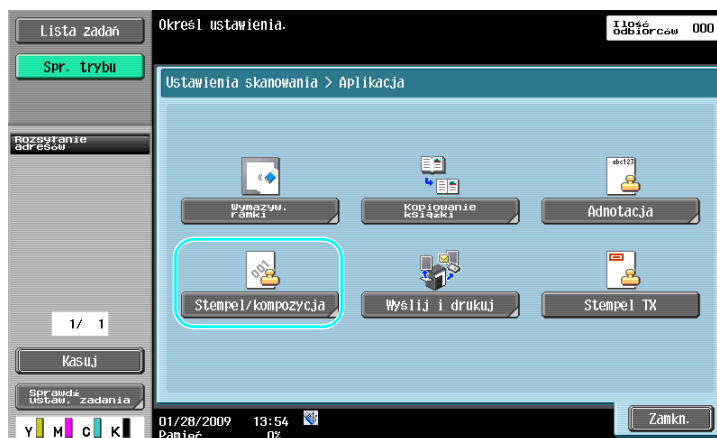 Lista zadań
Określ ustawienia.
Ilość
odbiorców
000
Spr. trybu
Ustawienia skanowania > Aplikacja
Rozsyłanie
adresów
abc123
Wymazyw.
ramki
Kopiowanie
książki
Adnotacja
001
Stempel/kompozycja
Wyślij i drukuj
Stempel TX
1/ 1
Kasuj
Sprawdź
ustaw. zadania
Zamkn.
01/28/2009 13:54
Pamięć 0%
Y M C K